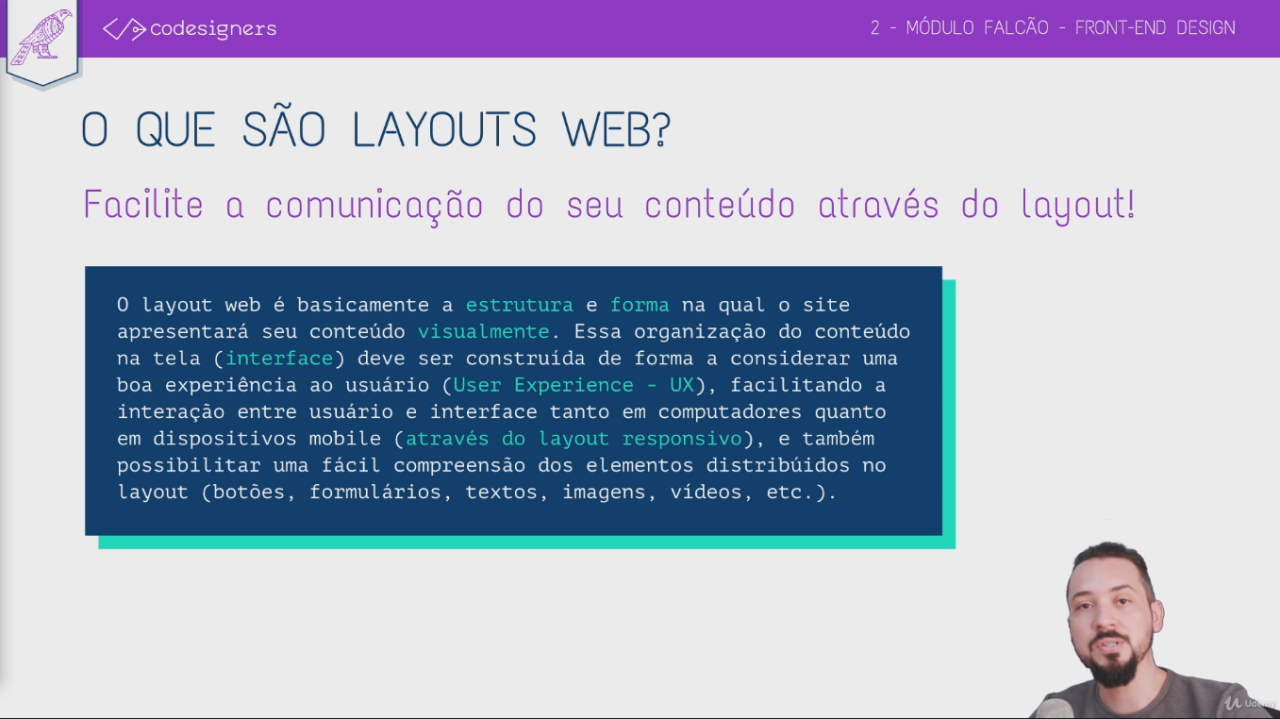 codesigners
2 - MÓDULO FALCÃO - FRONT-END DESIGN
O QUE SÃO LAYOUTS WEB?
Facilite a comunicação do seu conteúdo através do layout!
O layout web é basicamente a estrutura e forma na qual o site
apresentará seu conteúdo visualmente. Essa organização do conteúdo
na tela (interface) deve ser construída de forma a considerar uma
boa experiência ao usuário (User Experience - UX), facilitando a
interação entre usuário e interface tanto em computadores quanto
em dispositivos mobile (através do layout responsivo), e também
possibilitar uma fácil compreensão dos elementos distribúidos no
layout (botões, formulários, textos, imagens, vídeos, etc.).
Udemy